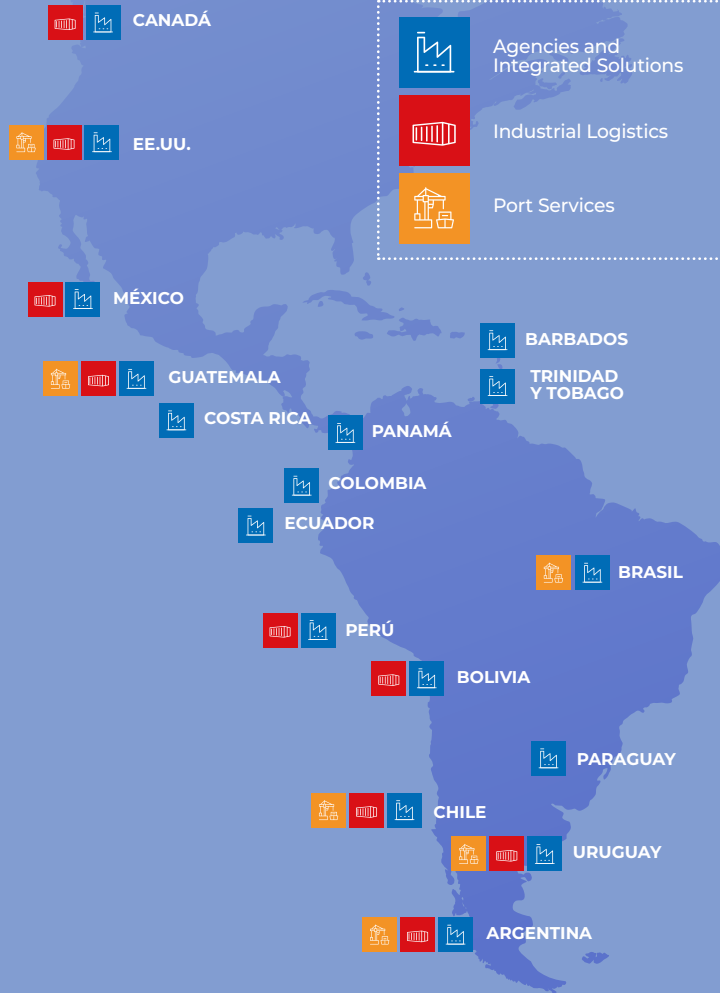 CANADÁ
Agencies and
Integrated Solutions
Industrial Logistics
EE.UU.
Port Services
MÉXICO
BARBADOS
GUATEMALA
TRINIDAD
Y TOBAGO
COSTA RICA
PANAMÁ
COLOMBIA
ECUADOR
BRASIL
PERÚ
BOLIVIA
PARAGUAY
CHILE
URUGUAY
ARGENTINA